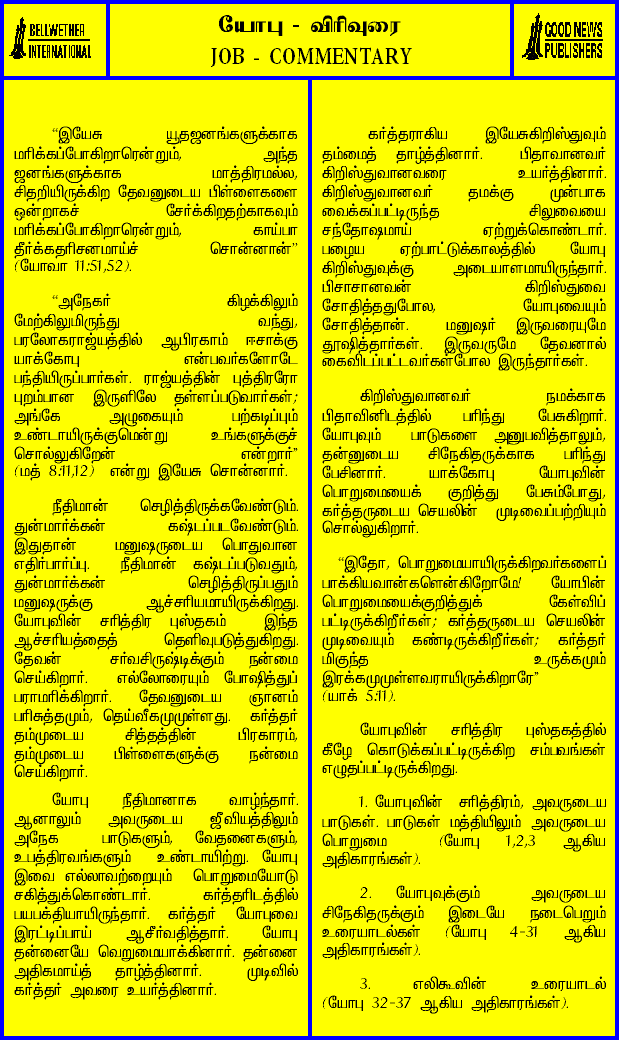 BELLWETHER
INTERNATIONAL
யோபு - விரிவுரை
JOB - COMMENTARY
GOOD NEWS
PUBLISHERS
“இயேசு யூதஜனங்களுக்காக
மரிக்கப்போகிறாரென்றும், அந்த
ஜனங்களுக்காக மாத்திரமல்ல,
சிதறியிருக்கிற தேவனுடைய பிள்ளைகளை
ஒன்றாகச் சேர்க்கிறதற்காகவும்
மரிக்கப்போகிறாரென்றும், காய்பா
தீர்க்கதரிசனமாய்ச் சொன்னான்”
(யோவா 11:51,52).
“அநேகர் கிழக்கிலும்
மேற்கிலுமிருந்து வந்து,
பரலோகராஜ்யத்தில் ஆபிரகாம் ஈசாக்கு
யாக்கோபு என்பவர்களோடே
பந்தியிருப்பார்கள். ராஜ்யத்தின் புத்திரரோ
புறம்பான இருளிலே தள்ளப்படுவார்கள்;
அங்கே அழுகையும் பற்கடிப்பும்
உண்டாயிருக்குமென்று உங்களுக்குச்
சொல்லுகிறேன் என்றார்”
(மத் 8:11,12) என்று இயேசு சொன்னார்.
நீதிமான் செழித்திருக்கவேண்டும்.
துன்மார்க்கன் கஷ்டப்படவேண்டும்.
இதுதான் மனுஷருடைய பொதுவான
எதிர்பார்ப்பு. நீதிமான் கஷ்டப்படுவதும்,
துன்மார்க்கன் செழித்திருப்பதும்
மனுஷருக்கு ஆச்சரியமாயிருக்கிறது.
யோபுவின் சரித்திர புஸ்தகம் இந்த
ஆச்சரியத்தைத் தெளிவுபடுத்துகிறது.
தேவன் சர்வசிருஷ்டிக்கும் நன்மை
செய்கிறார். எல்லோரையும் போஷித்துப்
பராமரிக்கிறார். தேவனுடைய ஞானம்
பரிசுத்தமும், தெய்வீகமுமுள்ளது. கர்த்தர்
தம்முடைய சித்தத்தின் பிரகாரம்,
தம்முடைய பிள்ளைகளுக்கு நன்மை
செய்கிறார்.
யோபு நீதிமானாக வாழ்ந்தார்.
ஆனாலும் அவருடைய ஜீவியத்திலும்
அநேக பாடுகளும், வேதனைகளும்,
உபத்திரவங்களும் உண்டாயிற்று. யோபு
இவை எல்லாவற்றையும் பொறுமையோடு
சகித்துக்கொண்டார். கர்த்தரிடத்தில்
பயபக்தியாயிருந்தார். கர்த்தர் யோபுவை
இரட்டிப்பாய் ஆசீர்வதித்தார். யோபு
தன்னையே வெறுமையாக்கினார். தன்னை
அதிகமாய்த் தாழ்த்தினார். முடிவில்
கர்த்தர் அவரை உயர்த்தினார்.
கர்த்தராகிய இயேசுகிறிஸ்துவும்
தம்மைத் தாழ்த்தினார். பிதாவானவர்
கிறிஸ்துவானவரை உயர்த்தினார்.
கிறிஸ்துவானவர் தமக்கு முன்பாக
வைக்கப்பட்டிருந்த சிலுவையை
சந்தோஷமாய் ஏற்றுக்கொண்டார்.
பழைய ஏற்பாட்டுக்காலத்தில் யோபு
கிறிஸ்துவுக்கு அடையாளமாயிருந்தார்.
பிசாசானவன் கிறிஸ்துவை
சோதித்ததுபோல, யோபுவையும்
சோதித்தான். மனுஷர் இருவரையுமே
தூஷித்தார்கள். இருவருமே தேவனால்
கைவிடப்பட்டவர்கள்போல இருந்தார்கள்.
கிறிஸ்துவானவர் நமக்காக
பிதாவினிடத்தில் பரிந்து பேசுகிறார்.
யோபுவும் பாடுகளை அனுபவித்தாலும்,
தன்னுடைய சிநேகிதருக்காக பரிந்து
பேசினார். யாக்கோபு யோபுவின்
பொறுமையைக் குறித்து பேசும்போது,
கர்த்தருடைய செயலின் முடிவைப்பற்றியும்
சொல்லுகிறார்.
“இதோ, பொறுமையாயிருக்கிறவர்களைப்
பாக்கியவான்களென்கிறோமே! யோபின்
பொறுமையைக்குறித்துக் கேள்விப்
பட்டிருக்கிறீர்கள்; கர்த்தருடைய செயலின்
முடிவையும் கண்டிருக்கிறீர்கள்; கர்த்தர்
மிகுந்த உருக்கமும்
இரக்கமுமுள்ளவராயிருக்கிறாரே”
(யாக் 5:11).
யோபுவின் சரித்திர புஸ்தகத்தில்
கீழே கொடுக்கப்பட்டிருக்கிற சம்பவங்கள்
எழுதப்பட்டிருக்கிறது.
1. யோபுவின் சரித்திரம், அவருடைய
பாடுகள். பாடுகள் மத்தியிலும் அவருடைய
பொறுமை (யோபு 1,2,3 ஆகிய
அதிகாரங்கள்).
2. யோபுவுக்கும் அவருடைய
சிநேகிதருக்கும் இடையே நடைபெறும்
உரையாடல்கள் (யோபு 4-31 ஆகிய
அதிகாரங்கள்).
3. எலிகூவின் உரையாடல்
(யோபு 32-37 ஆகிய அதிகாரங்கள்).